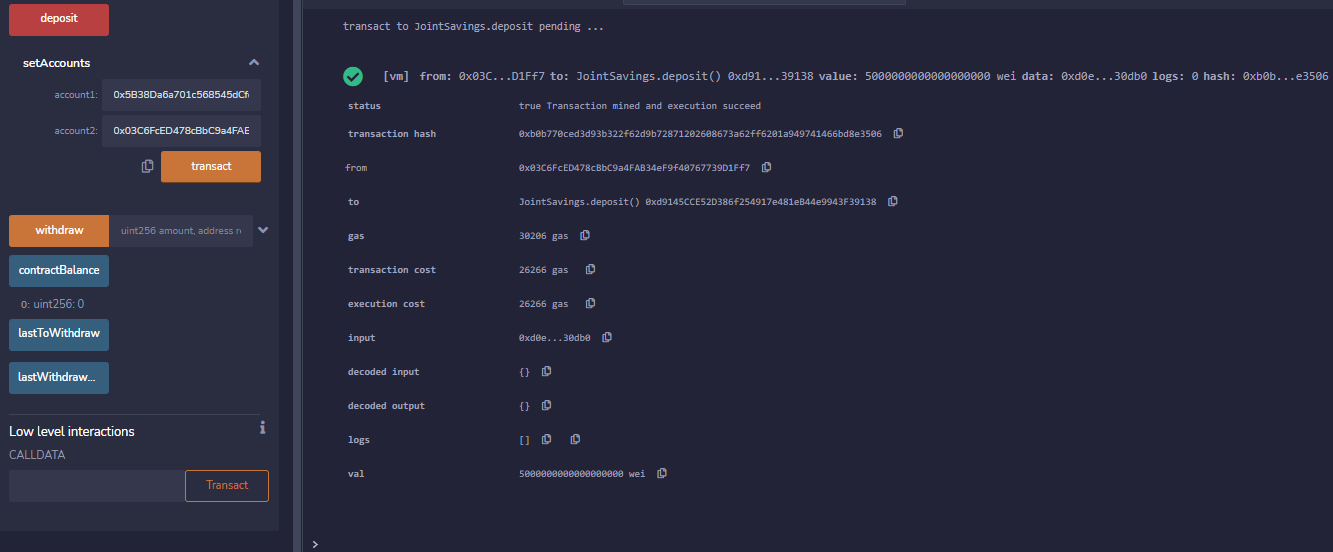 deposit
setAccounts
account1: 0x5B38Da6a701c568545dCf
account2: 0x03C6FcED478cBbC9a4FAE
transact
withdraw uint256 amount, address re
contractBalance
0: uint256: 0
lastToWithdraw
lastWithdraw...
Low level interactions
CALLDATA
Transact
transact to JointSavings.deposit pending ...
[vm] from: 0x03C...D1Ff7 to: JointSavings.deposit() 0xd91...39138 value: 5000000000000000000 wei data: 0xd0e...30db0 logs: 0 hash: 0xb0b...e3506
status true Transaction mined and execution succeed
transaction hash 0xb0b770ced3d93b322f62d9b72871202608673a62ff6201a949741466bd8e3506
from 0x03C6FcED478cBbC9a4FAB34eF9f40767739D1Ff7
to JointSavings.deposit() 0xd9145CCE52D386f254917e481eB44e9943F39138
gas 30206 gas
transaction cost 26266 gas
execution cost 26266 gas
input 0xd0e...30db0
decoded input {}
decoded output {}
logs []
val 5000000000000000000 wei
>